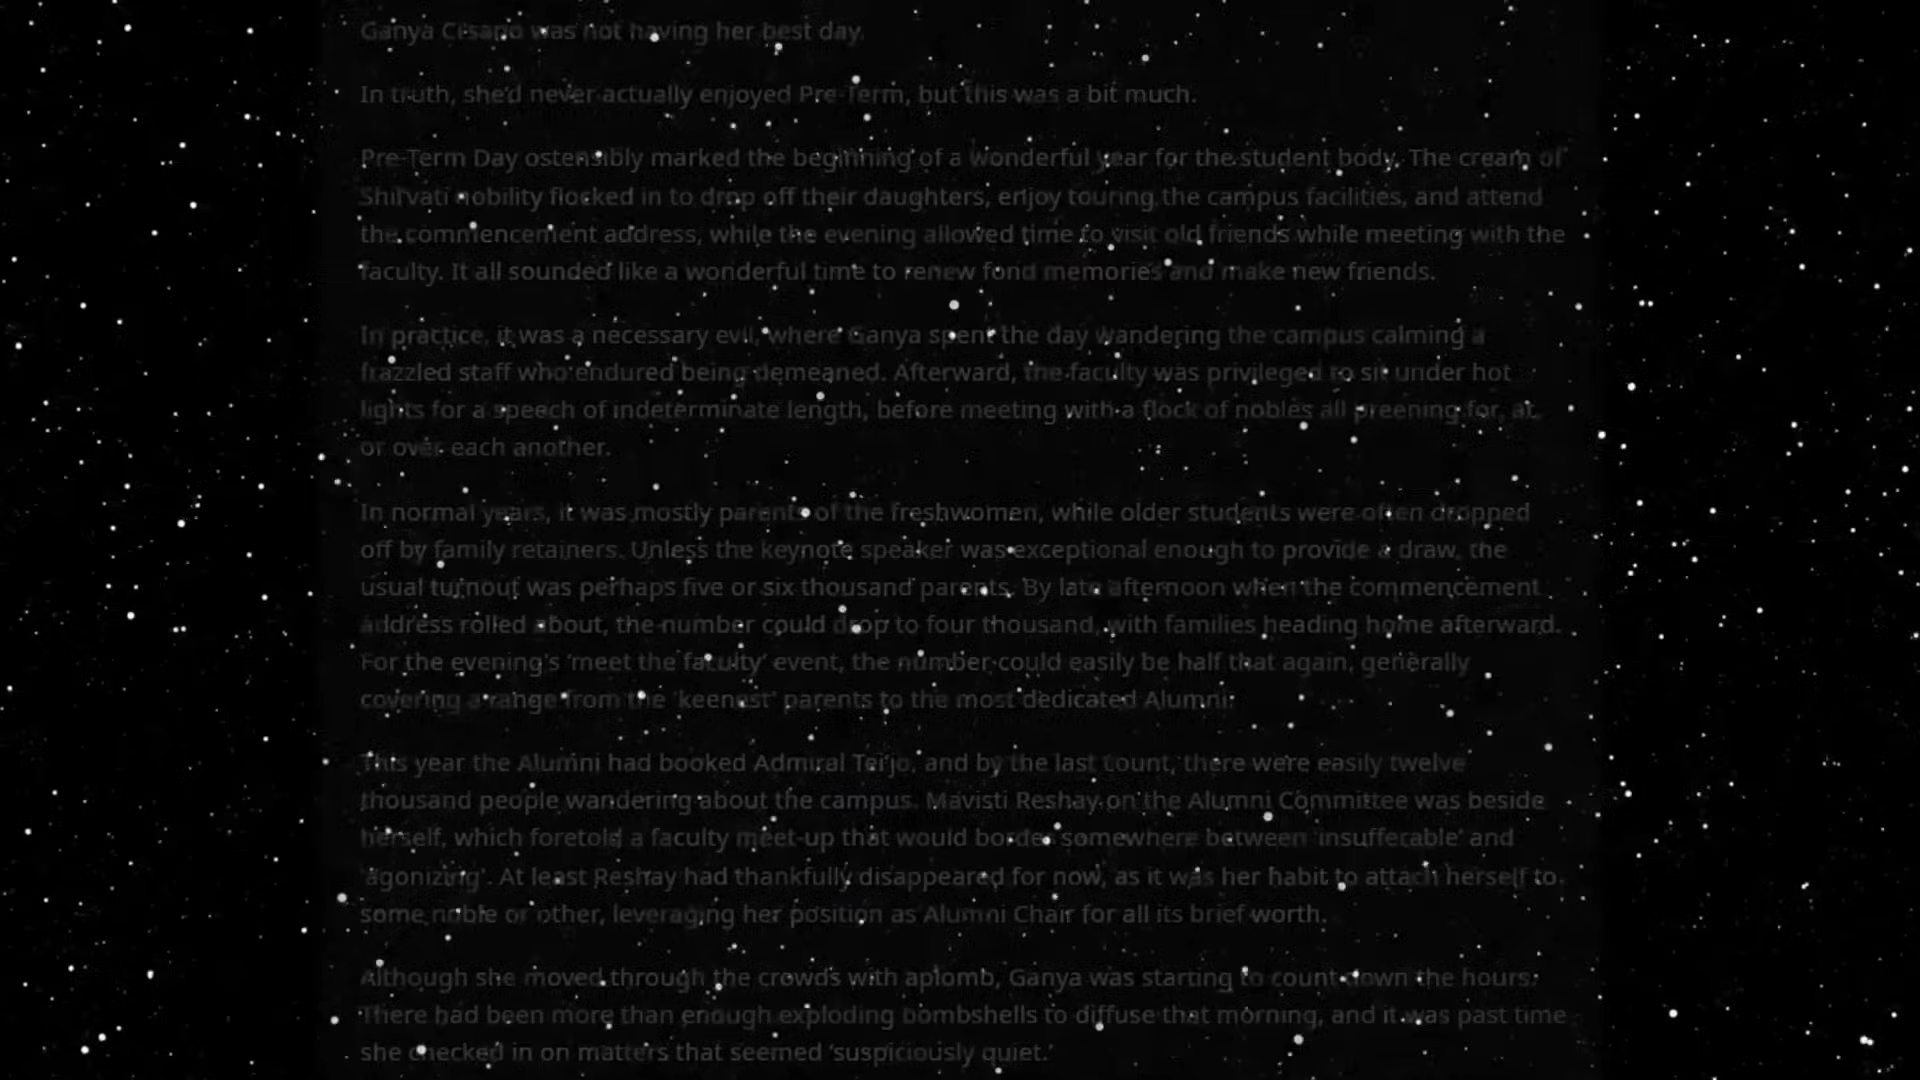 Ganya Cisano was not having her best day.
In truth, she'd never actually enjoyed Pre-Term, but this was a bit much.
Pre-Term Day ostensibly marked the beginning of a wonderful year for the student body. The cream of
Shil'vati nobility flocked in to drop off their daughters, enjoy touring the campus facilities, and attend
the commencement address, while the evening allowed time to visit old friends while meeting with the
faculty. It all sounded like a wonderful time to renew fond memories and make new friends.
In practice, it was a necessary evil, where Ganya spent the day wandering the campus calming a
frazzled staff who endured being demeaned. Afterward, the faculty was privileged to sit under hot
lights for a speech of indeterminate length, before meeting with a flock of nobles all preening for, at,
or over each another.
In normal years, it was mostly parents of the freshwomen, while older students were often dropped
off by family retainers. Unless the keynote speaker was exceptional enough to provide a draw, the
usual turnout was perhaps five or six thousand parents. By late afternoon when the commencement
address rolled about, the number could drop to four thousand, with families heading home afterward.
For the evening's 'meet the faculty' event, the number could easily be half that again, generally
covering a range from the 'keenest' parents to the most dedicated Alumni.
This year the Alumni had booked Admiral Tei'jo, and by the last count, there were easily twelve
thousand people wandering about the campus. Mavisti Reshay on the Alumni Committee was beside
herself, which foretold a faculty meet-up that would border somewhere between 'insufferable' and
'agonizing'. At least Reshay had thankfully disappeared for now, as it was her habit to attach herself to
some noble or other, leveraging her position as Alumni Chair for all its brief worth.
Although she moved through the crowds with aplomb, Ganya was starting to count down the hours.
There had been more than enough exploding bombshells to diffuse that morning, and it was past time
she checked in on matters that seemed 'suspiciously quiet.'